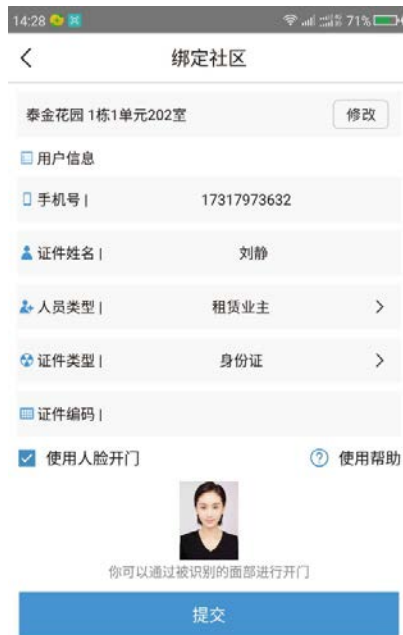 14:28 71%
绑定社区
泰金花园 1栋1单元202室 修改
用户信息
手机号 | 17317973632
证件姓名 | 刘静
人员类型 | 租赁业主
证件类型 | 身份证
证件编码 |
使用人脸开门 ? 使用帮助
你可以通过被识别的面部进行开门
提交